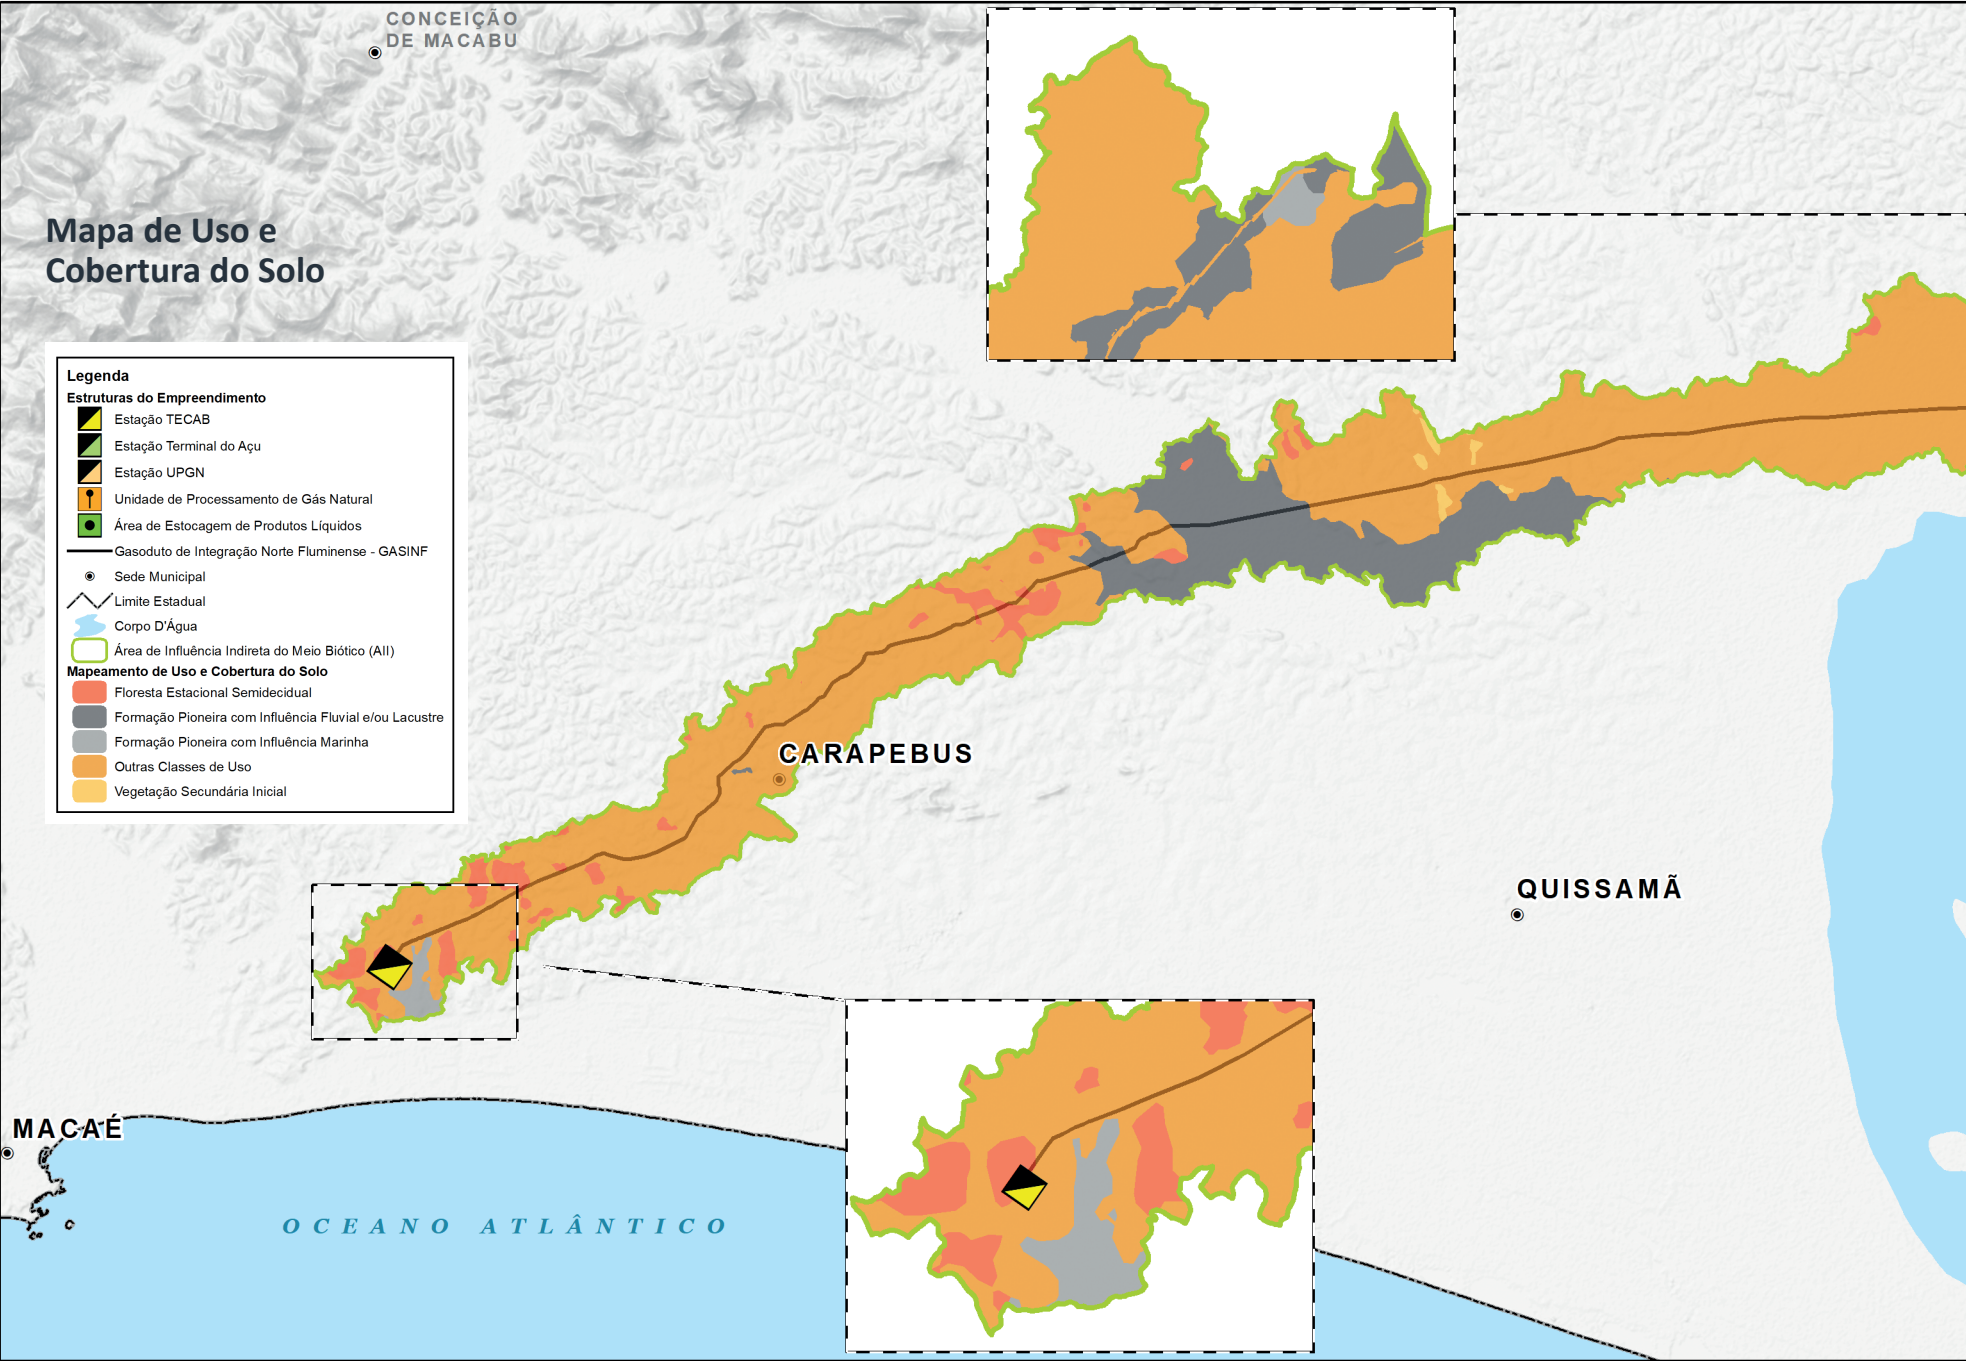 CONCEIÇÃO
DE MACABU
Mapa de Uso e
Cobertura do Solo
Legenda
Estruturas do Empreendimento
Estação TECAB
Estação Terminal do Açu
Estação UPGN
Unidade de Processamento de Gás Natural
Área de Estocagem de Produtos Líquidos
Gasoduto de Integração Norte Fluminense - GASINF
Sede Municipal
Limite Estadual
Corpo D'Água
Área de Influência Indireta do Meio Biótico (AII)
Mapeamento de Uso e Cobertura do Solo
Floresta Estacional Semidecidual
Formação Pioneira com Influência Fluvial e/ou Lacustre
Formação Pioneira com Influência Marinha
Outras Classes de Uso
Vegetação Secundária Inicial
CARAPEBUS
QUISSAMÃ
MACAÉ
OCEANO ATLÂNTICO